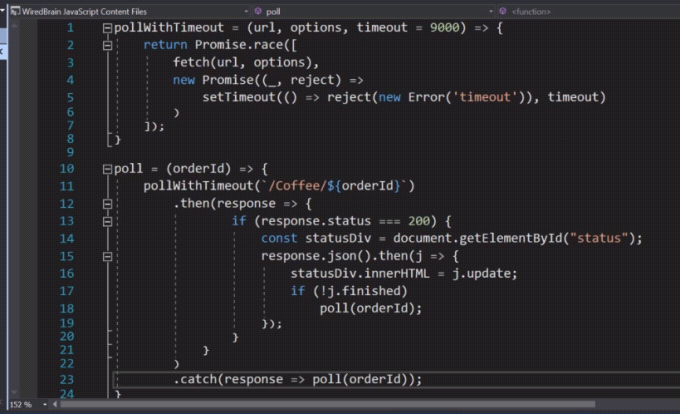 WiredBrain JavaScript Content Files poll <function>
1 pollWithTimeout = (url, options, timeout = 9000) => {
2 return Promise.race([
3 fetch(url, options),
4 new Promise((_, reject) =>
5 setTimeout(() => reject(new Error('timeout')), timeout)
6 )
7 ]);
8 }
9
10 poll = (orderId) => {
11 pollWithTimeout(`/Coffee/${orderId}`)
12 .then(response => {
13 if (response.status === 200) {
14 const statusDiv = document.getElementById("status");
15 response.json().then(j => {
16 statusDiv.innerHTML = j.update;
17 if (!j.finished)
18 poll(orderId);
19 });
20 }
21 }
22 )
23 .catch(response => poll(orderId));
24 }
152 %